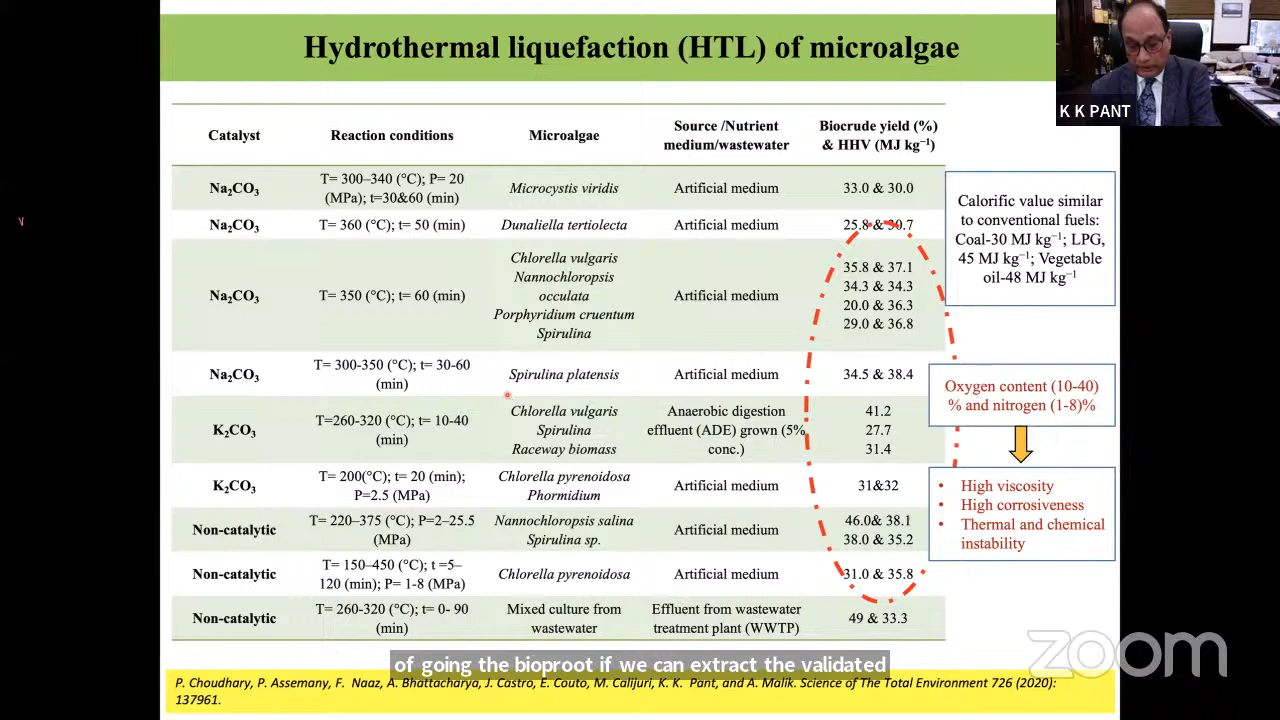 Hydrothermal liquefaction (HTL) of microalgae
K K PANT
Catalyst Reaction conditions Microalgae Source /Nutrient medium/wastewater Biocrude yield (%) & HHV (MJ kg⁻¹)
Na₂CO₃ T= 300–340 (°C); P= 20 (MPa); t=30&60 (min) Microcystis viridis Artificial medium 33.0 & 30.0
Na₂CO₃ T= 360 (°C); t= 50 (min) Dunaliella tertiolecta Artificial medium 25.8 & 30.7
Na₂CO₃ T= 350 (°C); t= 60 (min) Chlorella vulgaris Nannochloropsis occulata Porphyridium cruentum Spirulina Artificial medium 35.8 & 37.1 34.3 & 34.3 20.0 & 36.3 29.0 & 36.8
Na₂CO₃ T= 300-350 (°C); t= 30-60 (min) Spirulina platensis Artificial medium 34.5 & 38.4
K₂CO₃ T=260-320 (°C); t= 10-40 (min) Chlorella vulgaris Spirulina Raceway biomass Anaerobic digestion effluent (ADE) grown (5% conc.) 41.2 27.7 31.4
K₂CO₃ T= 200(°C); t= 20 (min); P=2.5 (MPa) Chlorella pyrenoidosa Phormidium Artificial medium 31&32
Non-catalytic T= 220–375 (°C); P=2–25.5 (MPa) Nannochloropsis salina Spirulina sp. Artificial medium 46.0& 38.1 38.0 & 35.2
Non-catalytic T= 150–450 (°C); t =5–120 (min); P= 1-8 (MPa) Chlorella pyrenoidosa Artificial medium 31.0 & 35.8
Non-catalytic T= 260-320 (°C); t= 0- 90 (min) Mixed culture from wastewater Effluent from wastewater treatment plant (WWTP) 49 & 33.3
Calorific value similar
to conventional fuels:
Coal-30 MJ kg⁻¹; LPG,
45 MJ kg⁻¹; Vegetable
oil-48 MJ kg⁻¹
Oxygen content (10-40)
% and nitrogen (1-8)%
• High viscosity
• High corrosiveness
• Thermal and chemical
instability
zoom
of going the bioproot if we can extract the validated
P. Choudhary, P. Assemany, F. Naaz, A. Bhattacharya, J. Castro, E. Couto, M. Calijuri, K. K. Pant, and A. Malik. Science of The Total Environment 726 (2020):
137961.